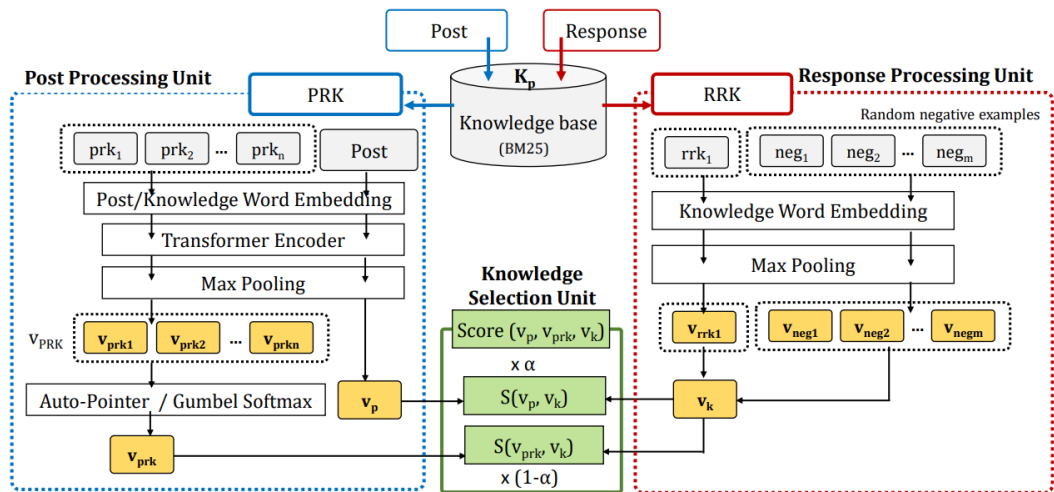 Post
Response
Post Processing Unit
Response Processing Unit
K_p
PRK
RRK
Knowledge base
(BM25)
Random negative examples
prk_1
prk_2
...
prk_n
Post
rrk_1
neg_1
neg_2
...
neg_m
Post/Knowledge Word Embedding
Knowledge Word Embedding
Transformer Encoder
Max Pooling
Max Pooling
Knowledge
Selection Unit
v_PRK
v_prk1
v_prk2
...
v_prkn
Score (v_p, v_prk, v_k)
v_rrk1
v_neg1
v_neg2
...
v_negm
x α
Auto-Pointer / Gumbel Softmax
v_p
S(v_p, v_k)
v_k
v_prk
S(v_prk, v_k)
x (1-α)